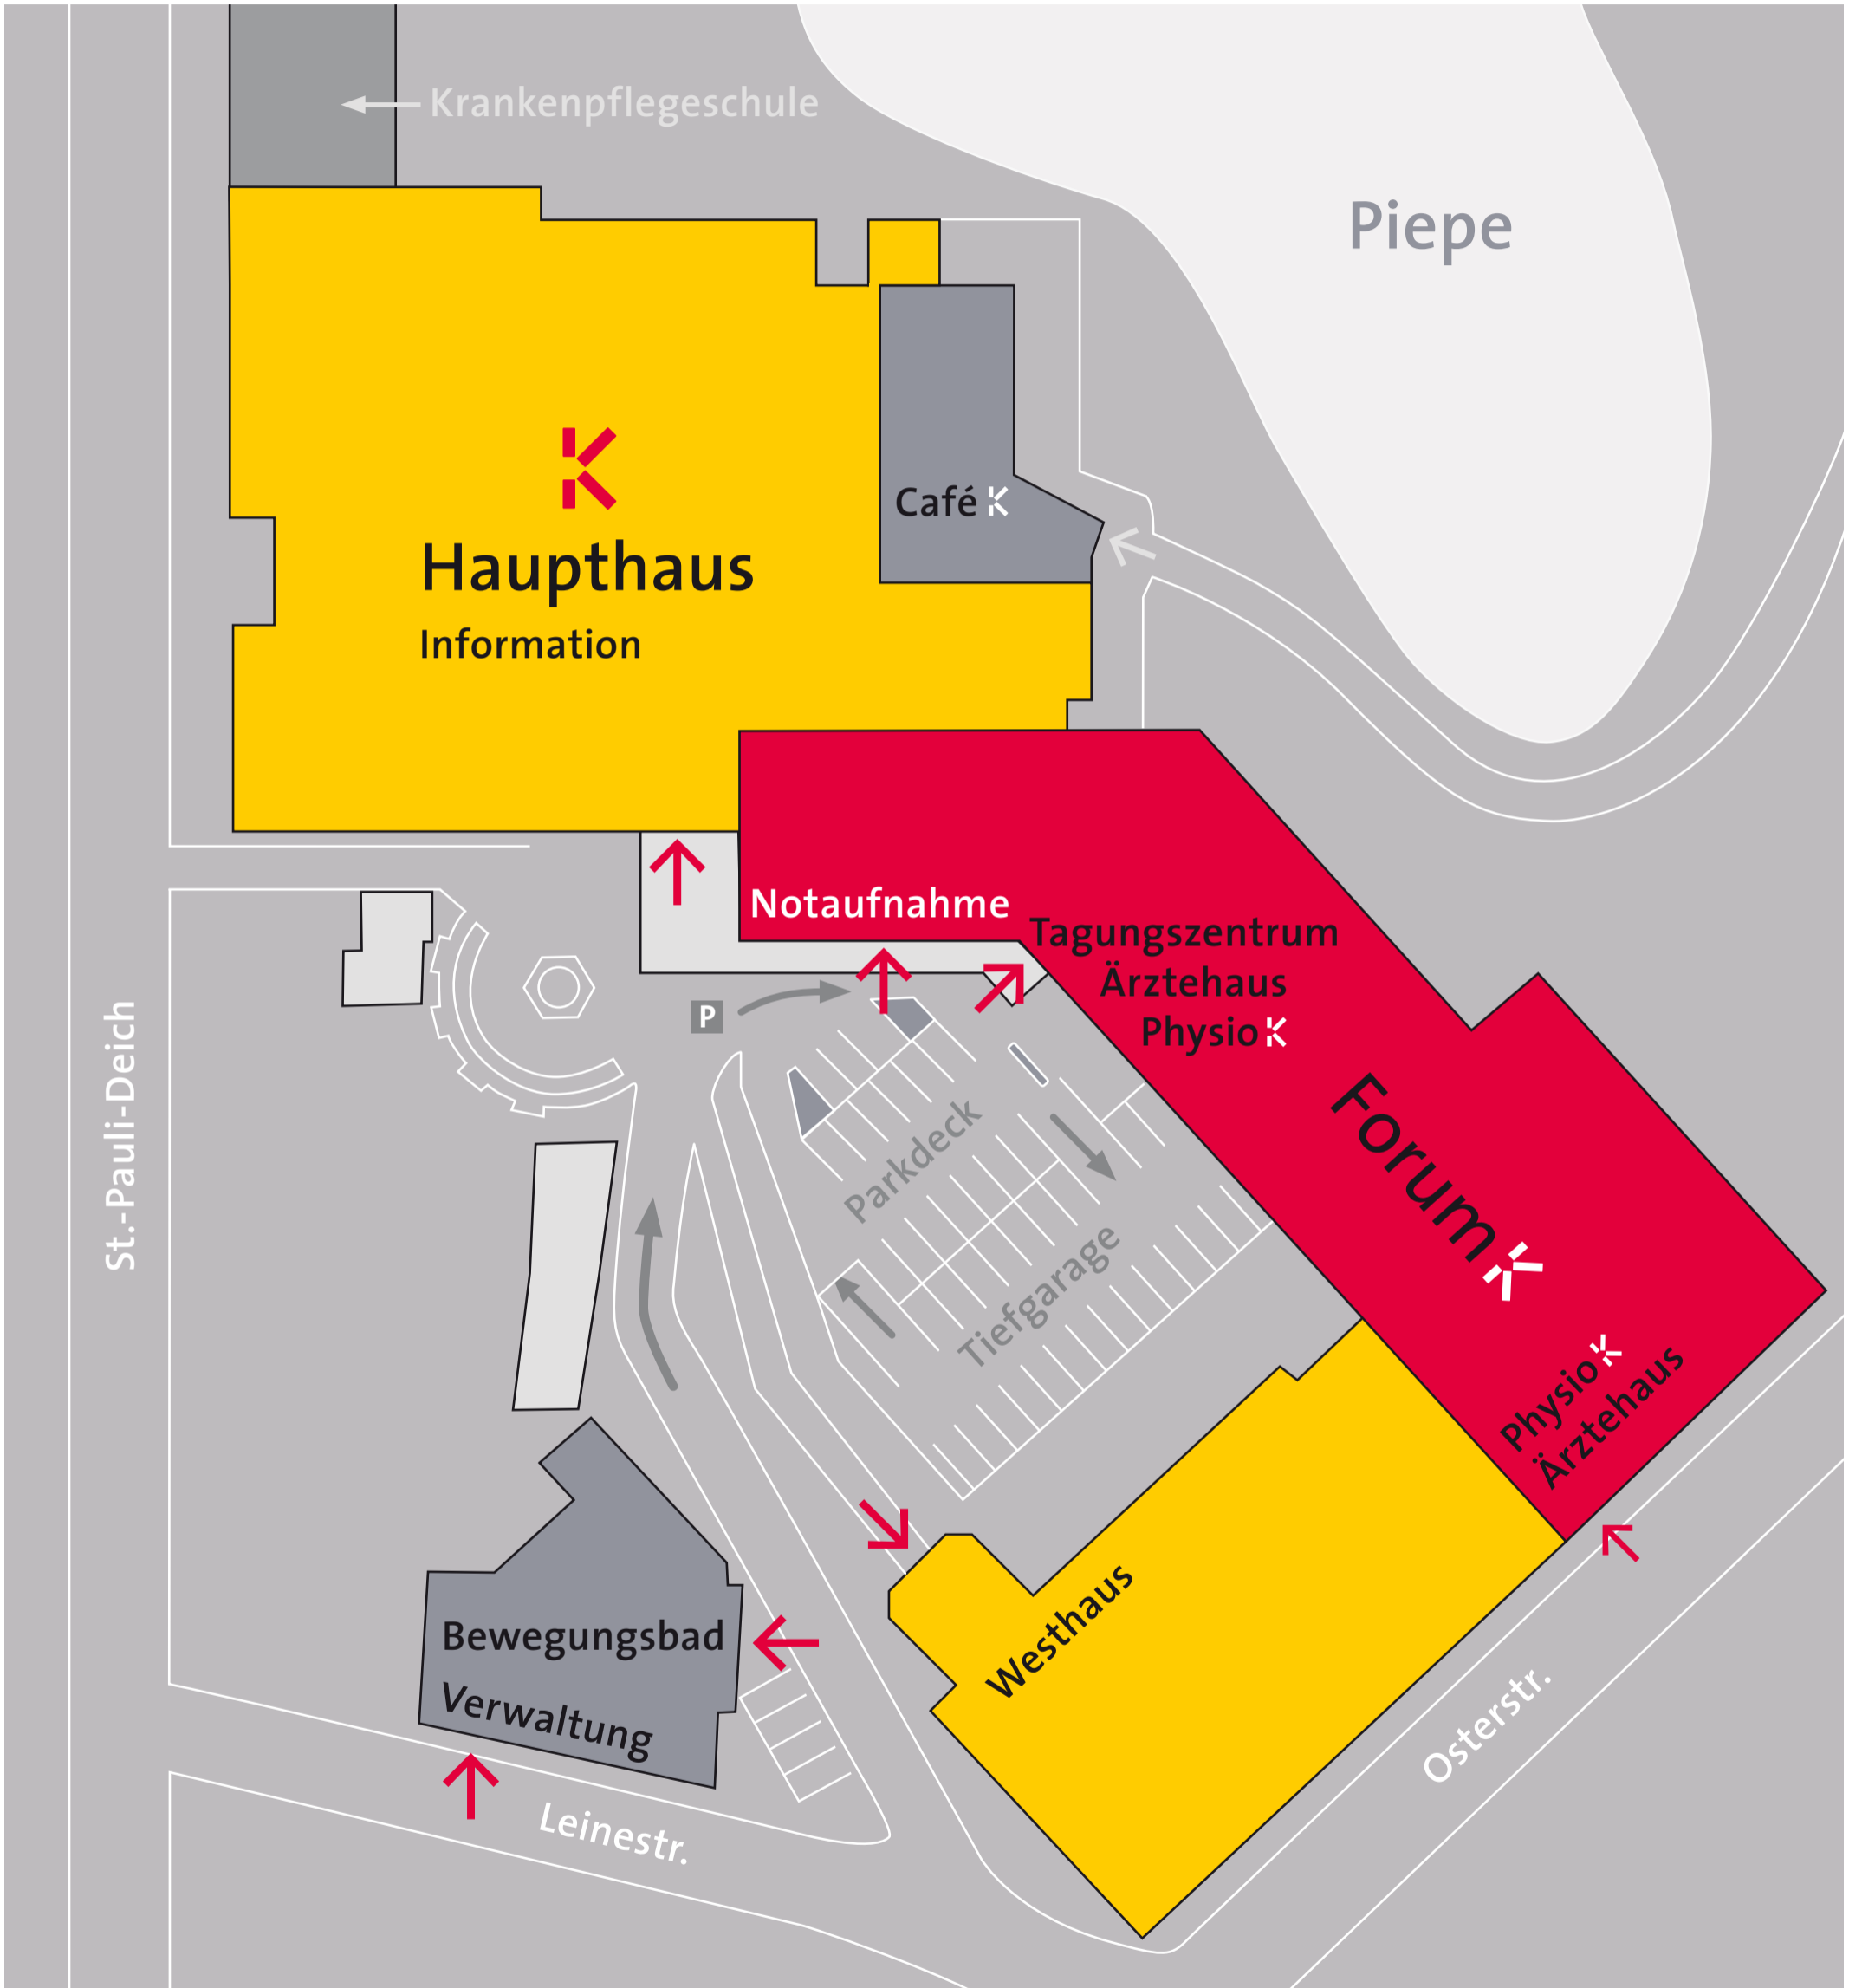 Krankenpflegeschule
Piepe
Café K
K
Haupthaus
Information
Notaufnahme
Tagungszentrum
Ärztehaus
Physio K
P
St.-Pauli-Deich
Parkdeck
Tiefgarage
Forum K
Physio K
Ärztehaus
Westhaus
Bewegungsbad
Verwaltung
Osterstr.
Leinestr.